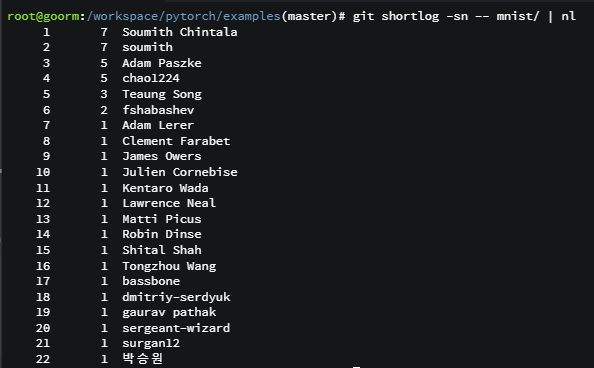 root@goorm:/workspace/pytorch/examples(master)# git shortlog -sn -- mnist/ | nl
1 7 Soumith Chintala
2 7 soumith
3 5 Adam Paszke
4 5 chaol224
5 3 Teaung Song
6 2 fshabashev
7 1 Adam Lerer
8 1 Clement Farabet
9 1 James Owers
10 1 Julien Cornebise
11 1 Kentaro Wada
12 1 Lawrence Neal
13 1 Matti Picus
14 1 Robin Dinse
15 1 Shital Shah
16 1 Tongzhou Wang
17 1 bassbone
18 1 dmitriy-serdyuk
19 1 gaurav pathak
20 1 sergeant-wizard
21 1 surgan12
22 1 박승원